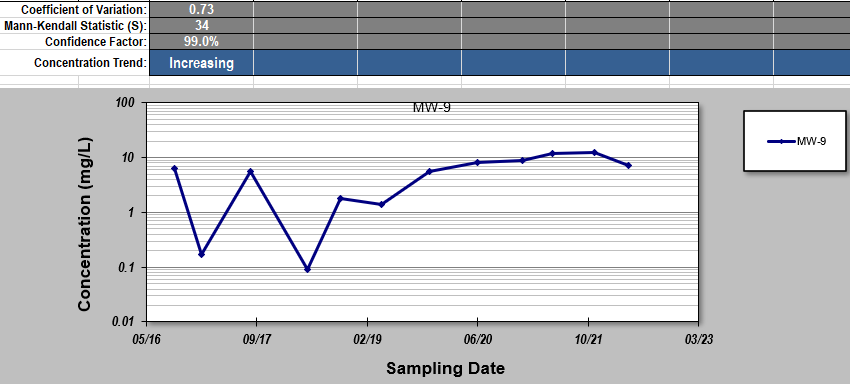 Coefficient of Variation: 0.73
Mann-Kendall Statistic (S): 34
Confidence Factor: 99.0%
Concentration Trend: Increasing
MW-9
100
10
1
0.1
0.01
Concentration (mg/L)
MW-9
05/16 09/17 02/19 06/20 10/21 03/23
Sampling Date